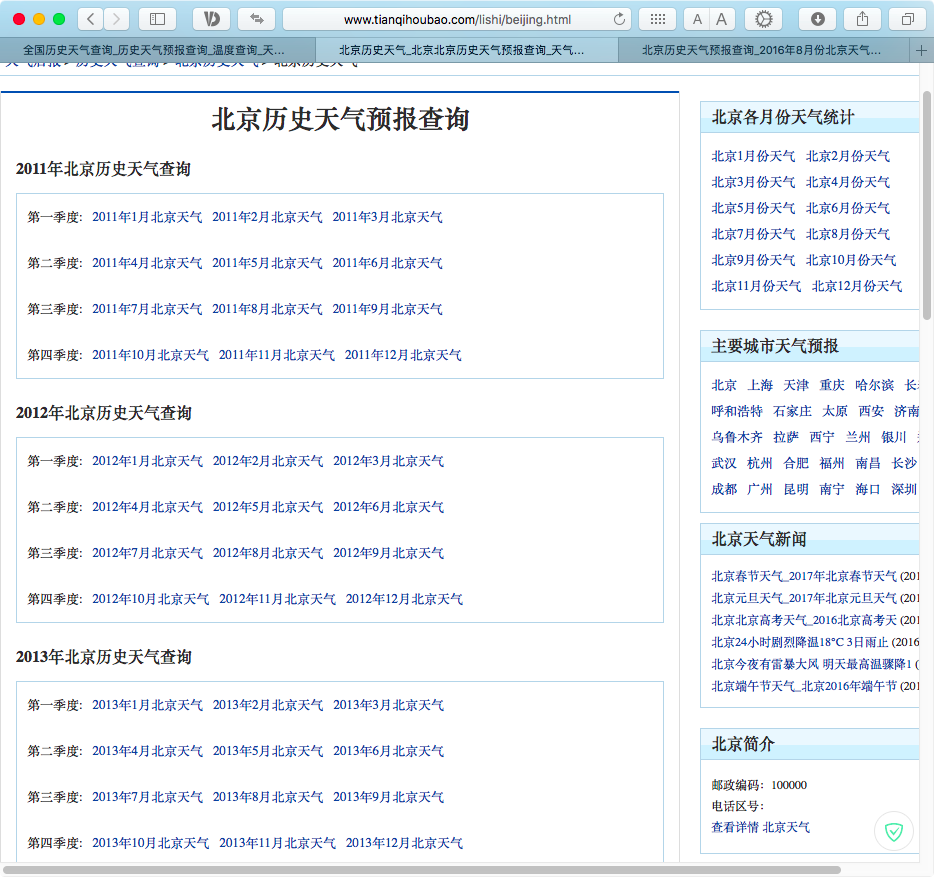 www.tianqihoubao.com/lishi/beijing.html
A A
全国历史天气查询_历史天气预报查询_温度查询_天...
北京历史天气_北京北京历史天气预报查询_天气...
北京历史天气预报查询_2016年8月份北京天气...
北京历史天气预报查询
2011年北京历史天气查询
第一季度: 2011年1月北京天气 2011年2月北京天气 2011年3月北京天气
第二季度: 2011年4月北京天气 2011年5月北京天气 2011年6月北京天气
第三季度: 2011年7月北京天气 2011年8月北京天气 2011年9月北京天气
第四季度: 2011年10月北京天气 2011年11月北京天气 2011年12月北京天气
2012年北京历史天气查询
第一季度: 2012年1月北京天气 2012年2月北京天气 2012年3月北京天气
第二季度: 2012年4月北京天气 2012年5月北京天气 2012年6月北京天气
第三季度: 2012年7月北京天气 2012年8月北京天气 2012年9月北京天气
第四季度: 2012年10月北京天气 2012年11月北京天气 2012年12月北京天气
2013年北京历史天气查询
第一季度: 2013年1月北京天气 2013年2月北京天气 2013年3月北京天气
第二季度: 2013年4月北京天气 2013年5月北京天气 2013年6月北京天气
第三季度: 2013年7月北京天气 2013年8月北京天气 2013年9月北京天气
第四季度: 2013年10月北京天气 2013年11月北京天气 2013年12月北京天气
北京各月份天气统计
北京1月份天气 北京2月份天气
北京3月份天气 北京4月份天气
北京5月份天气 北京6月份天气
北京7月份天气 北京8月份天气
北京9月份天气 北京10月份天气
北京11月份天气 北京12月份天气
主要城市天气预报
北京 上海 天津 重庆 哈尔滨
呼和浩特 石家庄 太原 西安 济南
乌鲁木齐 拉萨 西宁 兰州 银川
武汉 杭州 合肥 福州 南昌 长沙
成都 广州 昆明 南宁 海口 深圳
北京天气新闻
北京春节天气_2017年北京春节天气 (201
北京元旦天气_2017年北京元旦天气 (201
北京北京高考天气_2016北京高考天 (201
北京24小时剧烈降温18°C 3日雨止 (2016
北京今夜有雷暴大风 明天最高温骤降1 (
北京端午节天气_北京2016年端午节 (201
北京简介
邮政编码: 100000
电话区号:
查看详情 北京天气